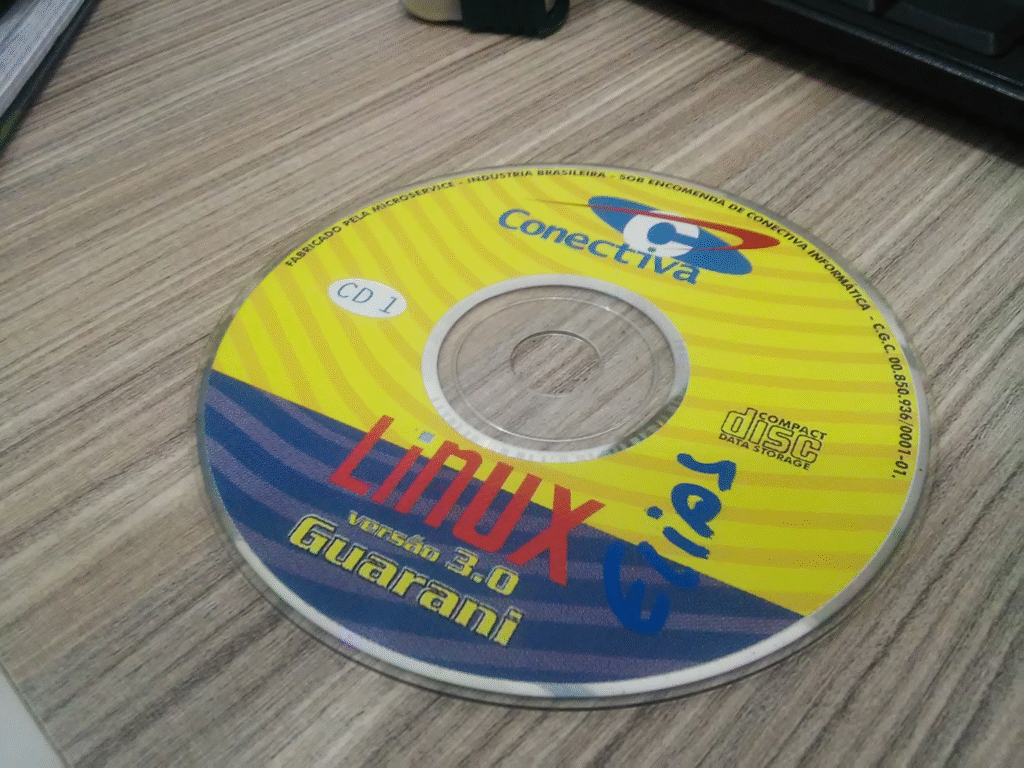 FABRICADO PELA MICROSERVICE - INDÚSTRIA BRASILEIRA - SOB ENCOMENDA DE CONECTIVA INFORMÁTICA - C.G.C. 00.850.936/0001-01.
Conectiva
CD 1
COMPACT
disc
DATA STORAGE
Linux
versão 3.0
Guarani
Elias